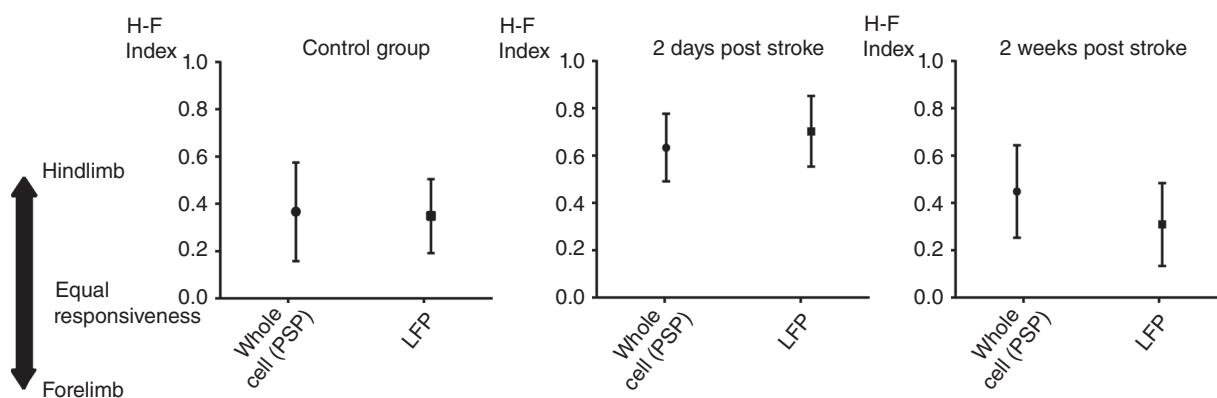 H-F
Index
Control group
1.0
0.8
0.6
0.4
0.2
0.0
Whole
cell (PSP)
LFP
H-F
Index
2 days post stroke
1.0
0.8
0.6
0.4
0.2
0.0
Whole
cell (PSP)
LFP
H-F
Index
2 weeks post stroke
1.0
0.8
0.6
0.4
0.2
0.0
Whole
cell (PSP)
LFP
Hindlimb
Equal
responsiveness
Forelimb